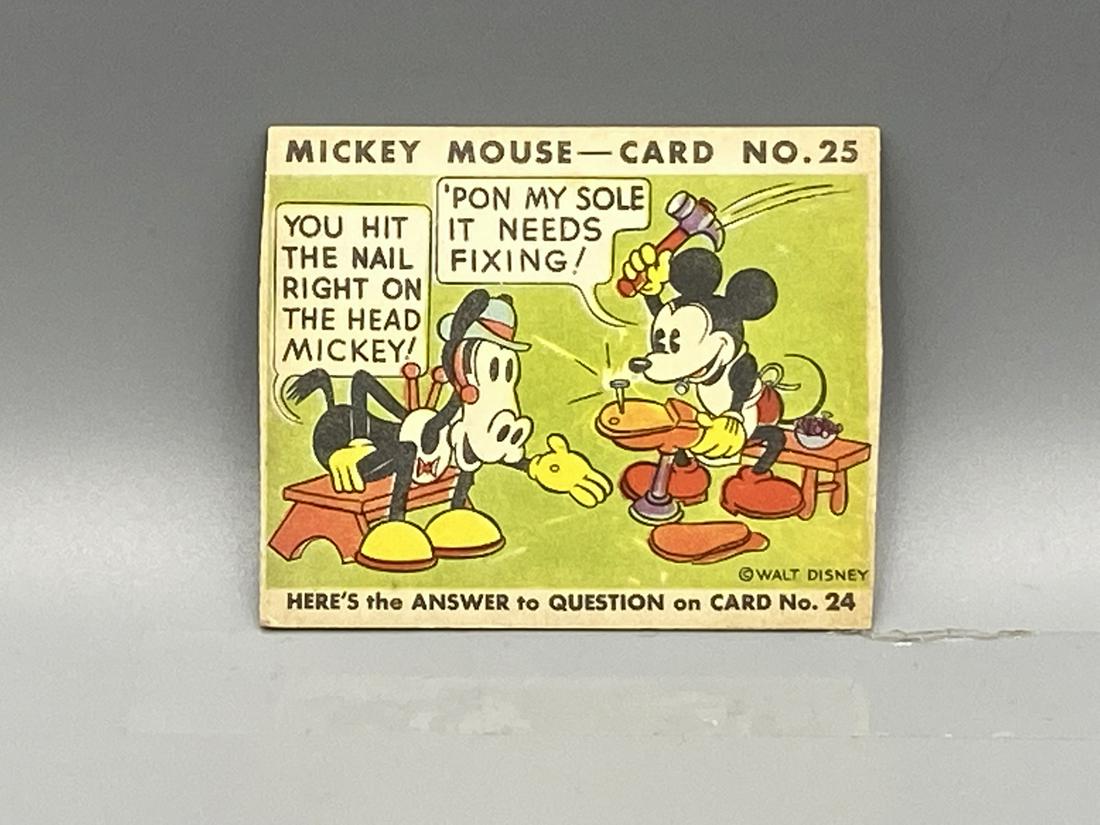 MICKEY MOUSE—CARD NO. 25
YOU HIT
THE NAIL
RIGHT ON
THE HEAD
MICKEY!
'PON MY SOLE
IT NEEDS
FIXING!
©WALT DISNEY
HERE'S the ANSWER to QUESTION on CARD No. 24